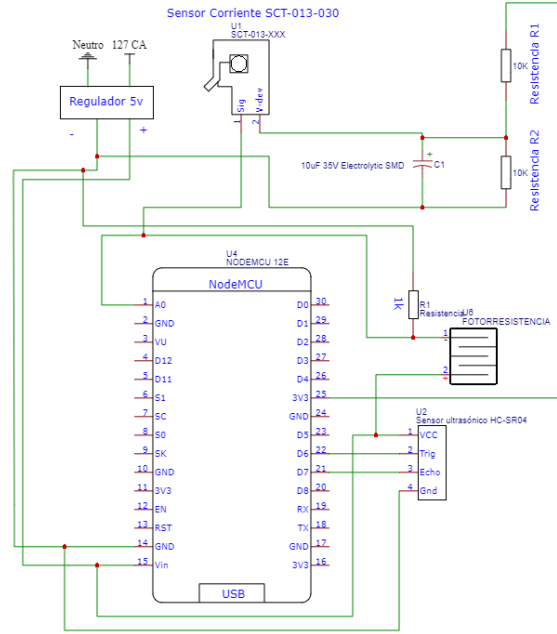 Sensor Corriente SCT-013-030
U1
SCT-013-XXX
Neutro 127 CA
Regulador 5v
- +
Sig V-dev
1 2
10K
Resistencia R1
10uF 35V Electrolytic SMD
+
C1
10K
Resistencia R2
U4
NODEMCU 12E
NodeMCU
1 A0 D0 30
2 GND D1 29
3 VU D2 28
4 D12 D3 27
5 D11 D4 26
6 S1 3V3 25
7 SC GND 24
8 S0 D5 23
9 SK D6 22
10 GND D7 21
11 3V3 D8 20
12 EN RX 19
13 RST TX 18
14 GND GND 17
15 Vin 3V3 16
USB
1k
R1
Resistencia
U6
FOTORRESISTENCIA
1 -
2 +
U2
Sensor ultrasónico HC-SR04
1 VCC
2 Trig
3 Echo
4 Gnd